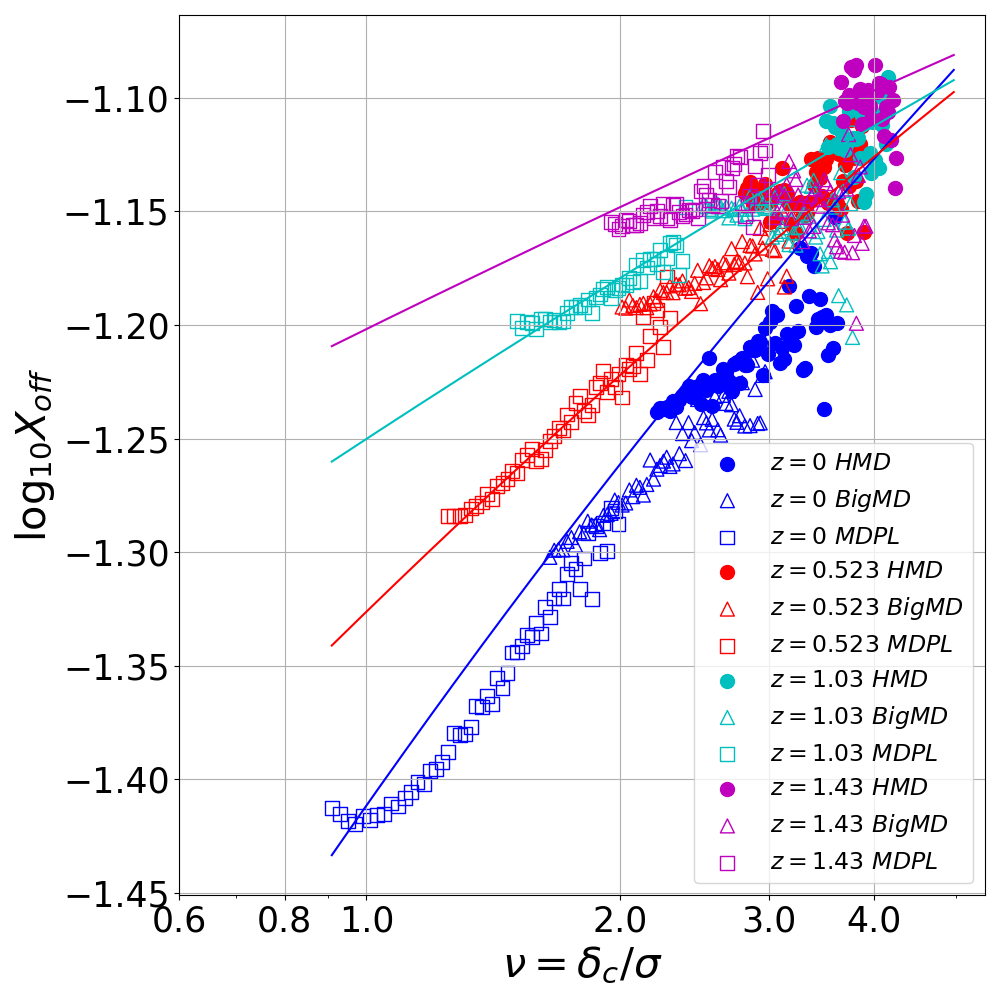 −1.10
−1.15
−1.20
−1.25
−1.30
−1.35
−1.40
−1.45
log₁₀X_off
z = 0 HMD
z = 0 BigMD
z = 0 MDPL
z = 0.523 HMD
z = 0.523 BigMD
z = 0.523 MDPL
z = 1.03 HMD
z = 1.03 BigMD
z = 1.03 MDPL
z = 1.43 HMD
z = 1.43 BigMD
z = 1.43 MDPL
0.6 0.8 1.0 2.0 3.0 4.0
ν = δ_c/σ